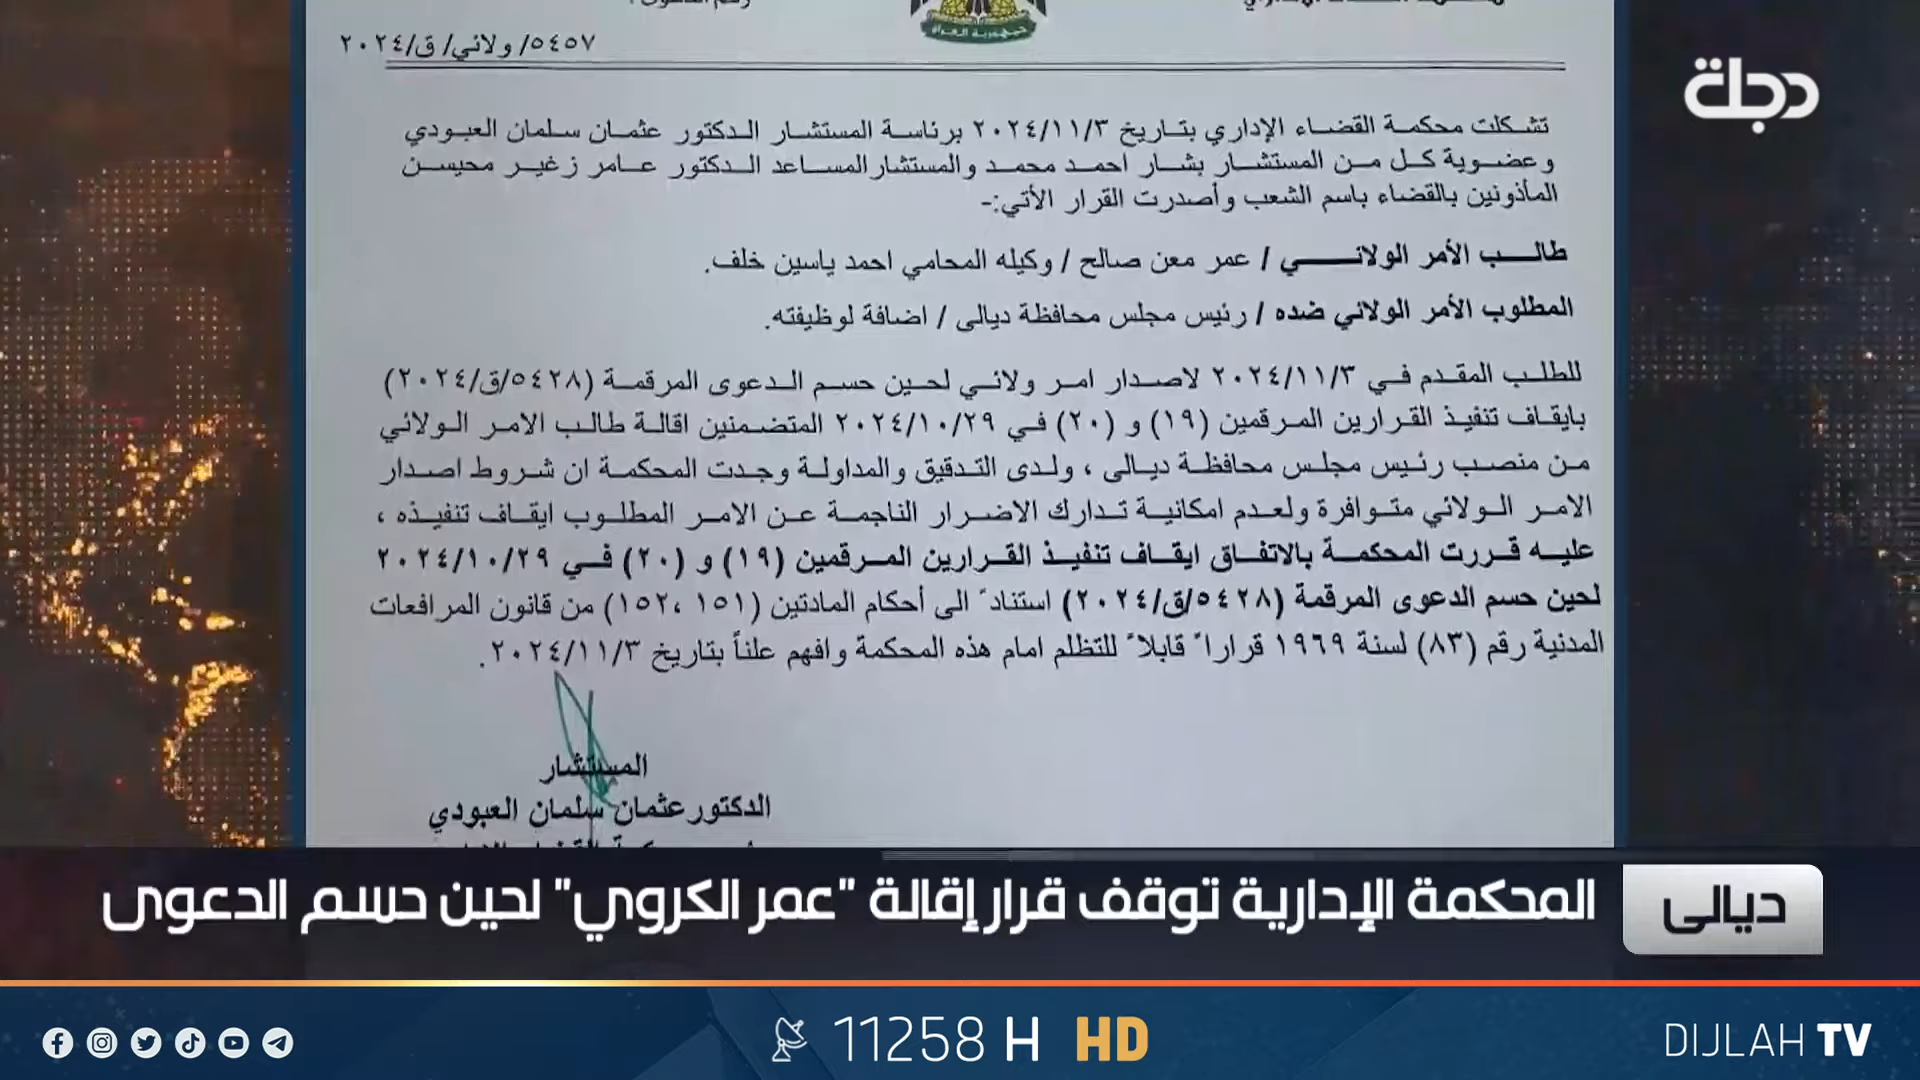 جمهورية العراق
٥٤٥٧/ ولائي/ ق/٢٠٢٤
دجلة
تشكلت محكمة القضاء الإداري بتاريخ ٢٠٢٤/١١/٣ برئاسة المستشار الدكتور عثمان سلمان العبودي
وعضوية كل من المستشار بشار احمد محمد والمستشار المساعد الدكتور عامر زغير محيسن
المأذونين بالقضاء باسم الشعب وأصدرت القرار الأتي:-
طالب الأمر الولائي / عمر معن صالح / وكيله المحامي احمد ياسين خلف.
المطلوب الأمر الولائي ضده / رئيس مجلس محافظة ديالى / اضافة لوظيفته.
للطلب المقدم في ٢٠٢٤/١١/٣ لاصدار امر ولائي لحين حسم الدعوى المرقمة (٥٤٢٨/ق/٢٠٢٤)
بايقاف تنفيذ القرارين المرقمين (١٩) و (٢٠) في ٢٠٢٤/١٠/٢٩ المتضمنين اقالة طالب الامر الولائي
من منصب رئيس مجلس محافظة ديالى ، ولدى التدقيق والمداولة وجدت المحكمة ان شروط اصدار
الامر الولائي متوافرة ولعدم امكانية تدارك الاضرار الناجمة عن الامر المطلوب ايقاف تنفيذه ،
عليه قررت المحكمة بالاتفاق ايقاف تنفيذ القرارين المرقمين (١٩) و (٢٠) في ٢٠٢٤/١٠/٢٩
لحين حسم الدعوى المرقمة (٥٤٢٨/ق/٢٠٢٤) استناد ً الى أحكام المادتين (١٥١ ،١٥٢) من قانون المرافعات
المدنية رقم (٨٣) لسنة ١٩٦٩ قرارا ً قابلا ً للتظلم امام هذه المحكمة وافهم علناً بتاريخ ٢٠٢٤/١١/٣.
المستشار
الدكتور عثمان سلمان العبودي
ديالى
المحكمة الإدارية توقف قرار إقالة "عمر الكروي" لحين حسم الدعوى
11258 H HD
DIJLAH TV